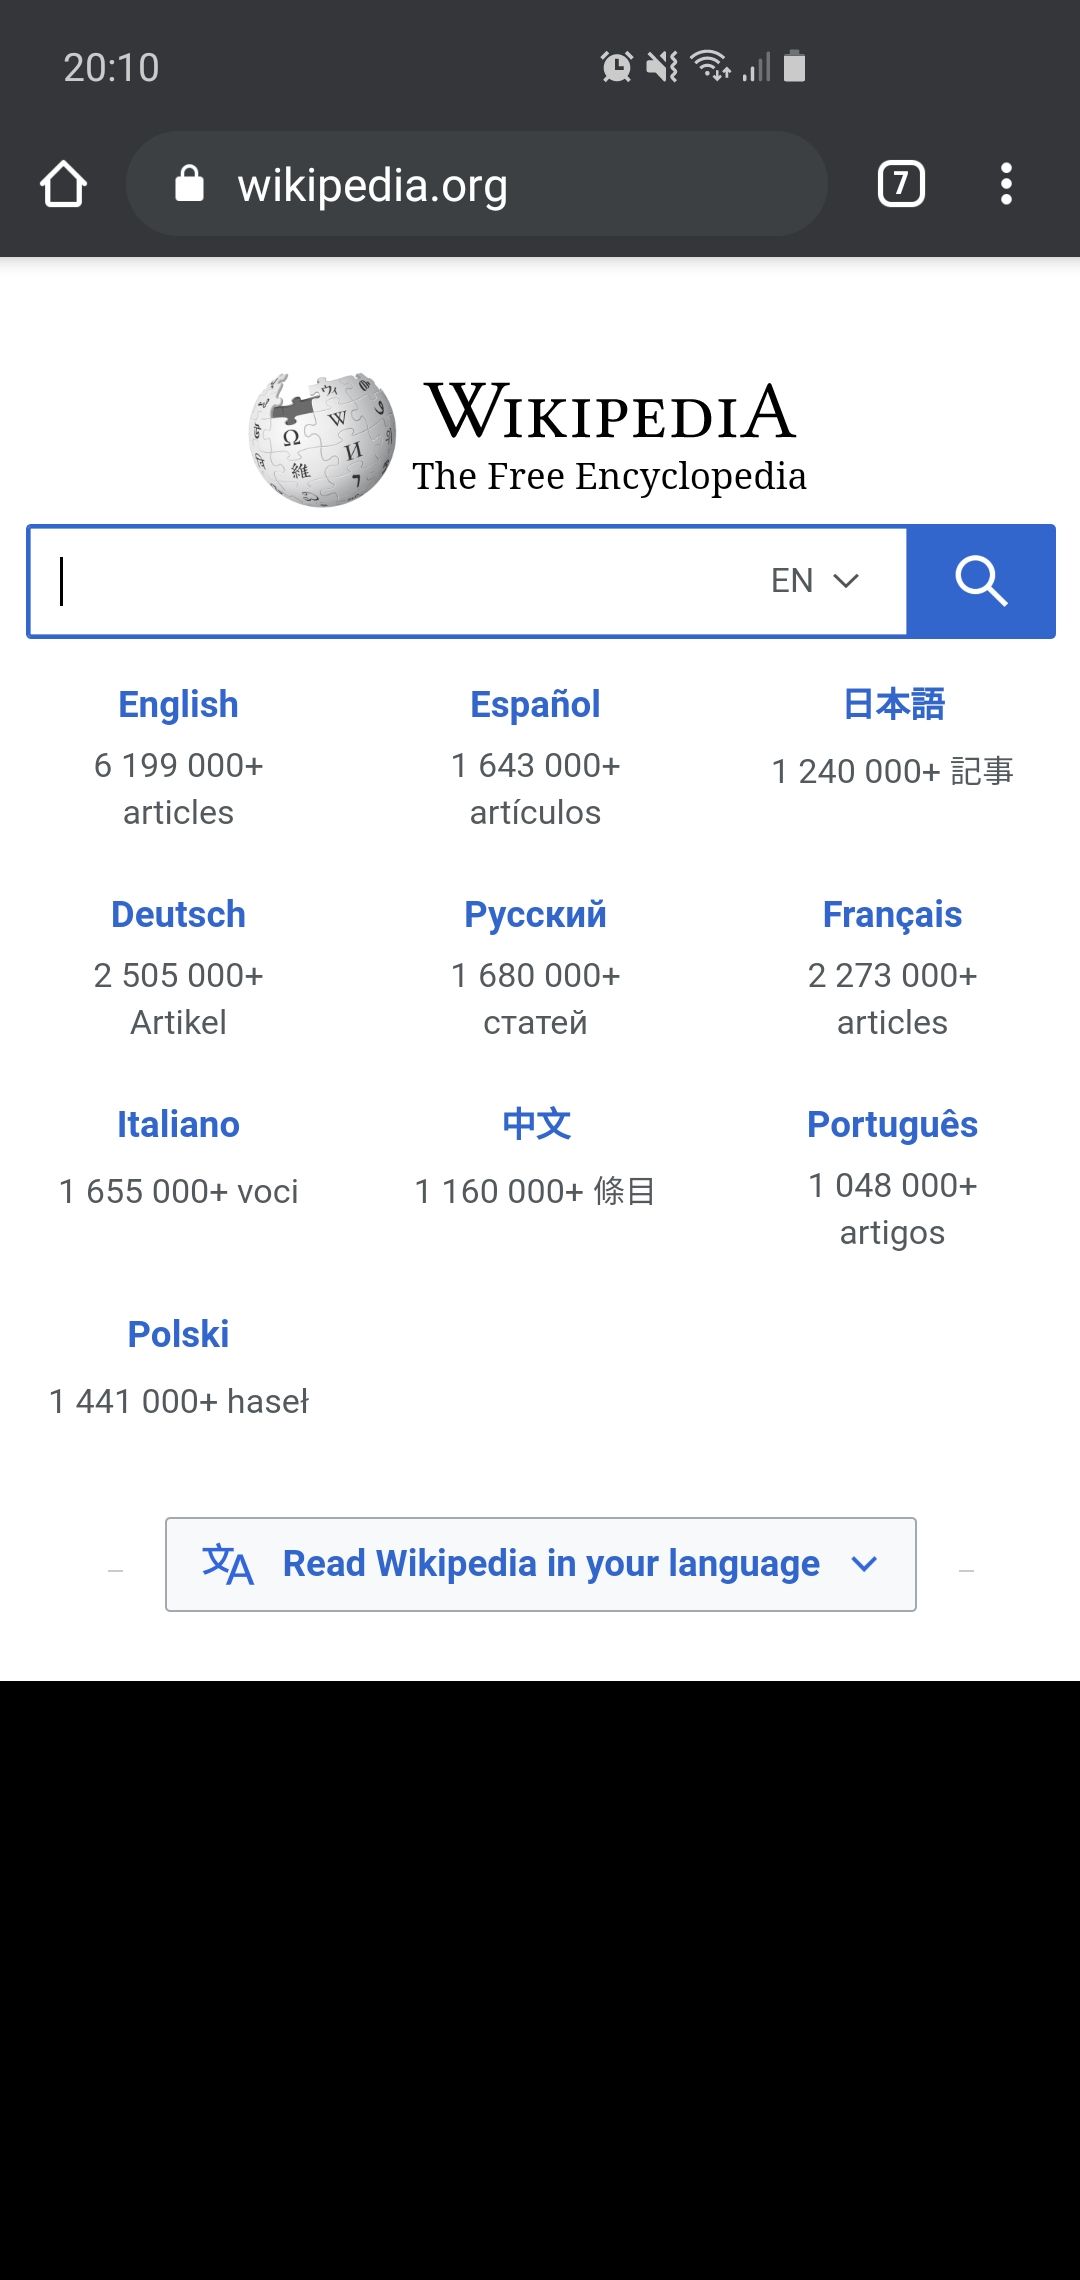 20:10
wikipedia.org
7
WIKIPEDIA
The Free Encyclopedia
EN
English
6 199 000+
articles
Español
1 643 000+
artículos
日本語
1 240 000+ 記事
Deutsch
2 505 000+
Artikel
Русский
1 680 000+
статей
Français
2 273 000+
articles
Italiano
1 655 000+ voci
中文
1 160 000+ 條目
Português
1 048 000+
artigos
Polski
1 441 000+ haseł
Read Wikipedia in your language